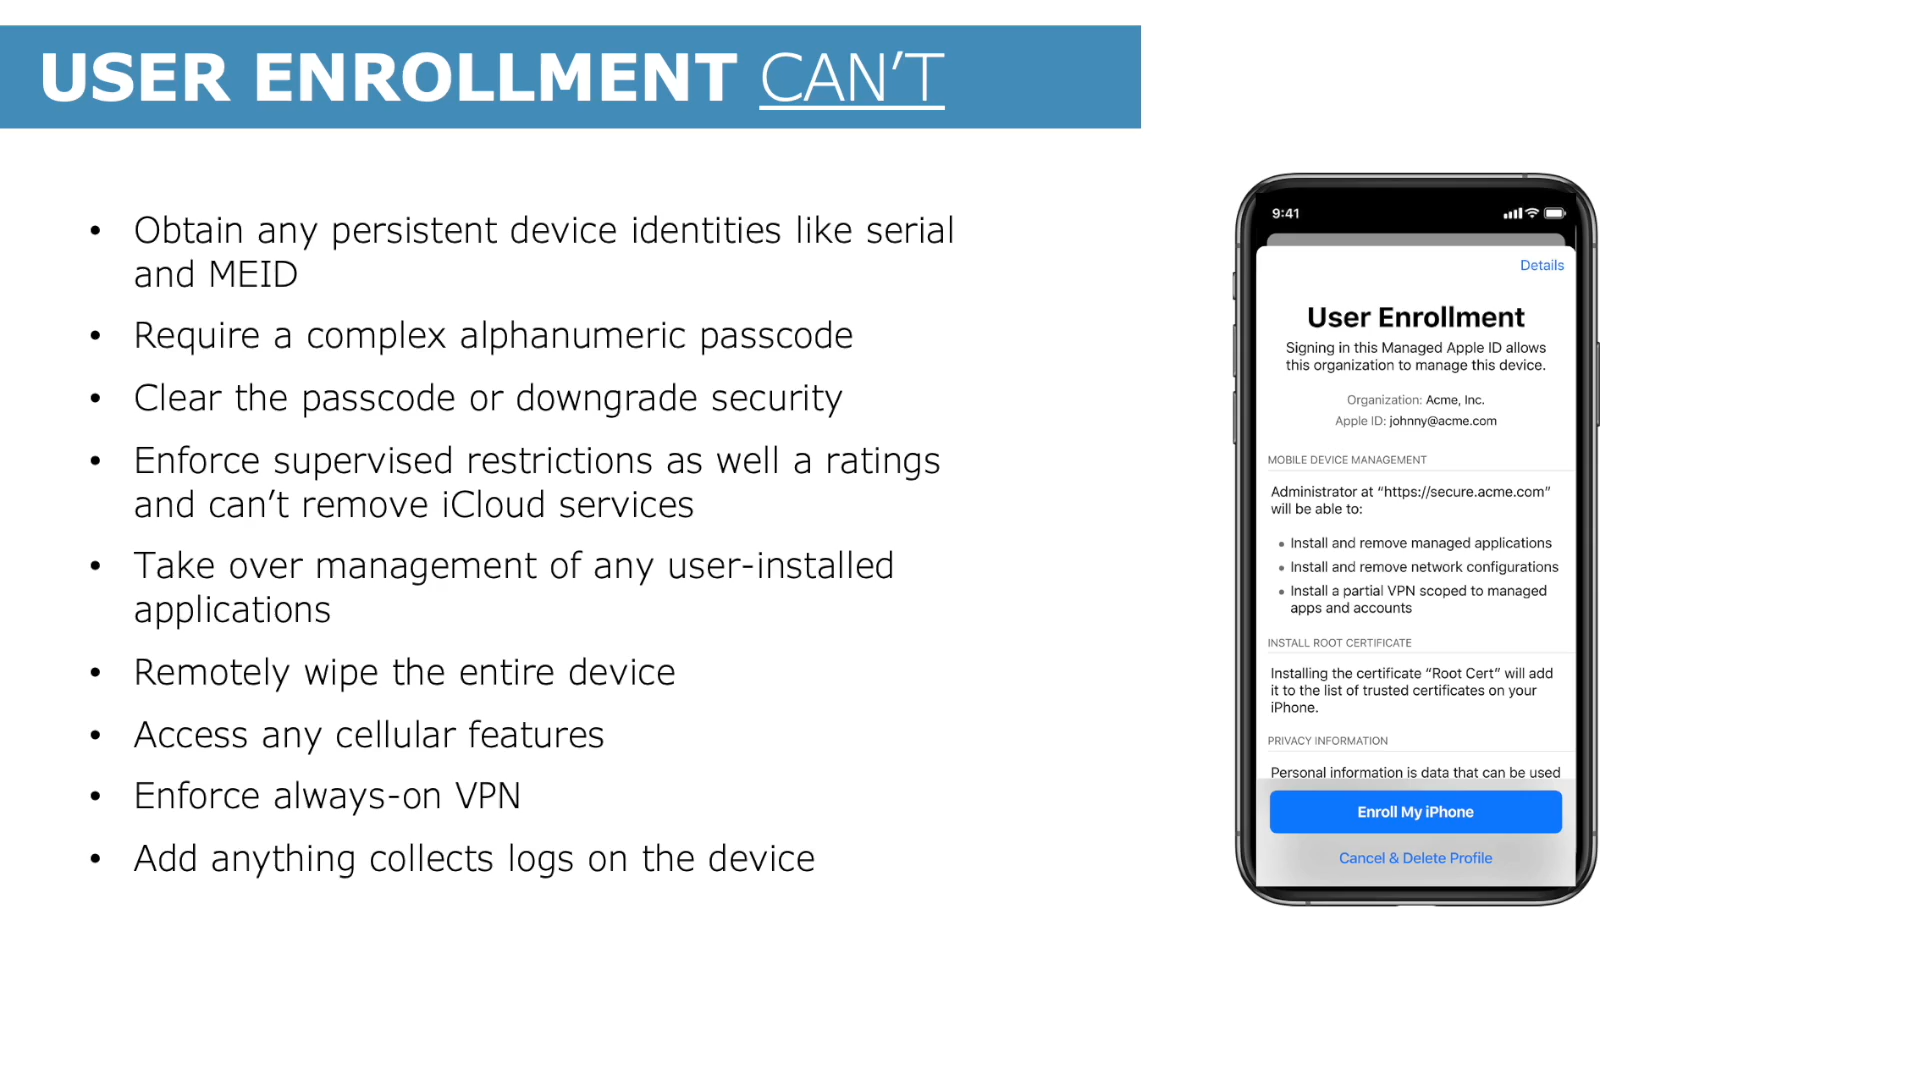 USER ENROLLMENT CAN’T
• Obtain any persistent device identities like serial
and MEID
• Require a complex alphanumeric passcode
• Clear the passcode or downgrade security
• Enforce supervised restrictions as well a ratings
and can’t remove iCloud services
• Take over management of any user-installed
applications
• Remotely wipe the entire device
• Access any cellular features
• Enforce always-on VPN
• Add anything collects logs on the device
9:41
Details
User Enrollment
Signing in this Managed Apple ID allows
this organization to manage this device.
Organization: Acme, Inc.
Apple ID: johnny@acme.com
MOBILE DEVICE MANAGEMENT
Administrator at “https://secure.acme.com”
will be able to:
• Install and remove managed applications
• Install and remove network configurations
• Install a partial VPN scoped to managed
apps and accounts
INSTALL ROOT CERTIFICATE
Installing the certificate “Root Cert” will add
it to the list of trusted certificates on your
iPhone.
PRIVACY INFORMATION
Personal information is data that can be used
Enroll My iPhone
Cancel & Delete Profile